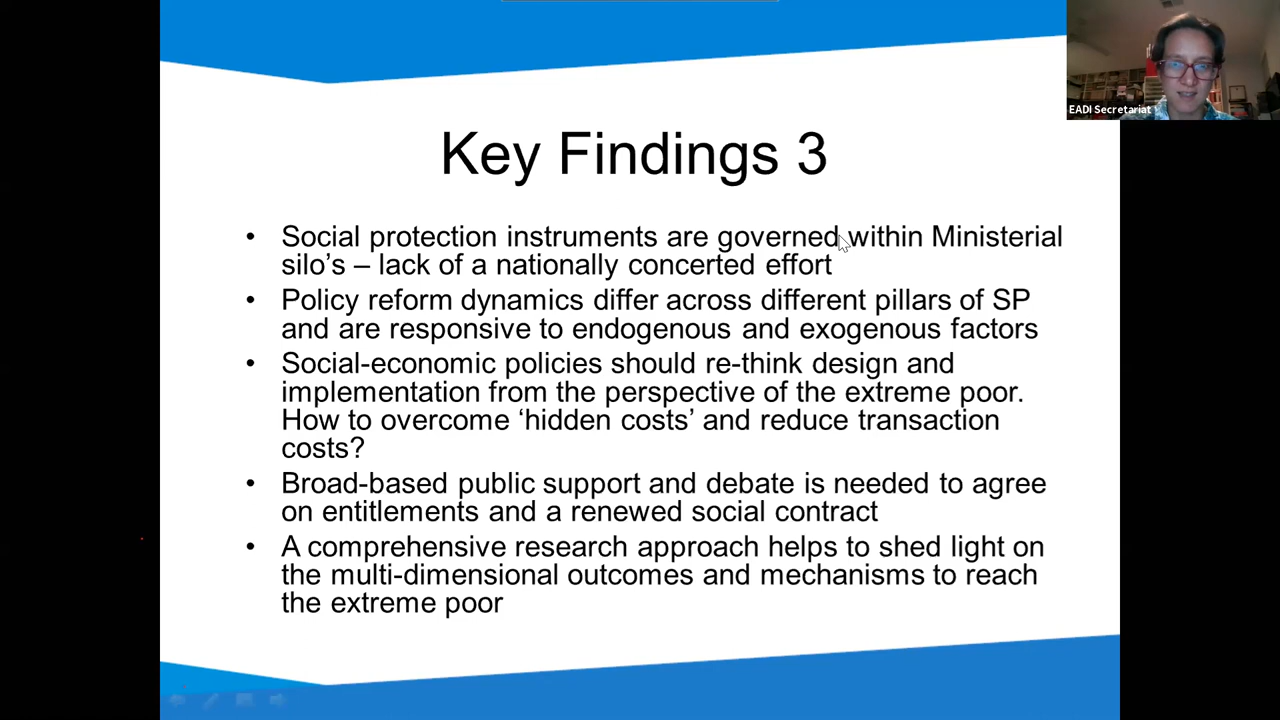 EADI Secretariat
Key Findings 3
• Social protection instruments are governed within Ministerial
silo’s – lack of a nationally concerted effort
• Policy reform dynamics differ across different pillars of SP
and are responsive to endogenous and exogenous factors
• Social-economic policies should re-think design and
implementation from the perspective of the extreme poor.
How to overcome ‘hidden costs’ and reduce transaction
costs?
• Broad-based public support and debate is needed to agree
on entitlements and a renewed social contract
• A comprehensive research approach helps to shed light on
the multi-dimensional outcomes and mechanisms to reach
the extreme poor